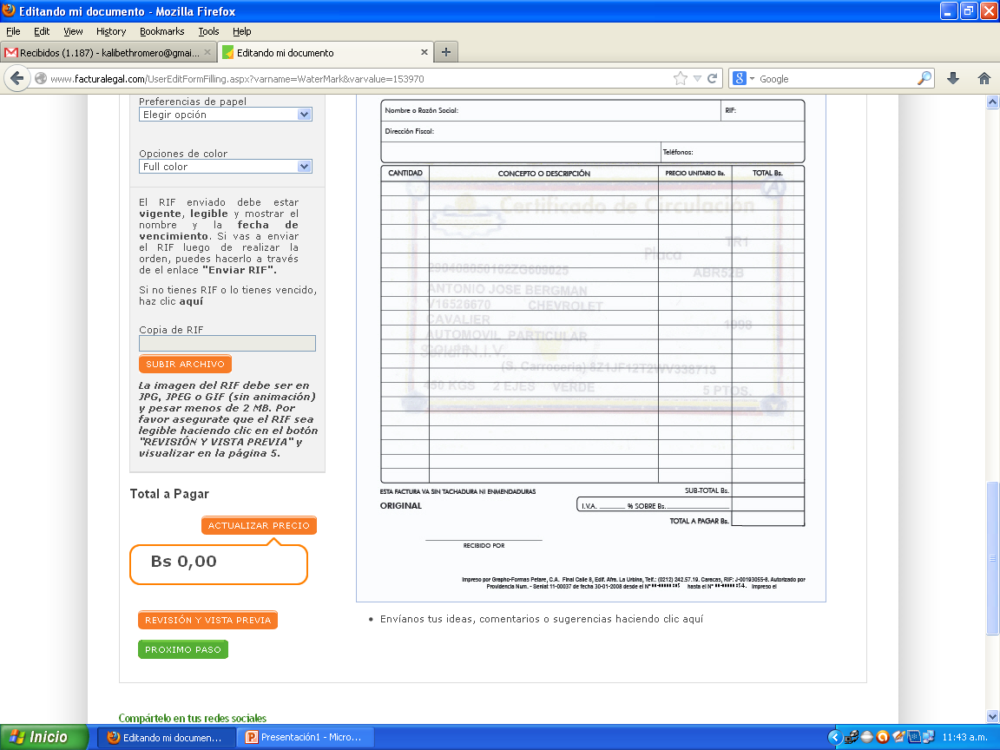 Editando mi documento - Mozilla Firefox
File Edit View History Bookmarks Tools Help
Recibidos (1.187) - kalibethromero@gmai...
Editando mi documento
www.facturalegal.com/UserEditFormFilling.aspx?varname=WaterMark&varvalue=153970
Google
Preferencias de papel
Elegir opción
Opciones de color
Full color
El RIF enviado debe estar
vigente, legible y mostrar el
nombre y la fecha de
vencimiento. Si vas a enviar
el RIF luego de realizar la
orden, puedes hacerlo a través
de el enlace "Enviar RIF".
Si no tienes RIF o lo tienes vencido,
haz clic aquí
Copia de RIF
SUBIR ARCHIVO
La imagen del RIF debe ser en
JPG, JPEG o GIF (sin animación)
y pesar menos de 2 MB. Por
favor asegurate que el RIF sea
legible haciendo clic en el botón
"REVISIÓN Y VISTA PREVIA" y
visualizar en la página 5.
Total a Pagar
ACTUALIZAR PRECIO
Bs 0,00
REVISIÓN Y VISTA PREVIA
PROXIMO PASO
Nombre o Razón Social:
RIF:
Dirección Fiscal:
Teléfonos:
CANTIDAD CONCEPTO O DESCRIPCIÓN PRECIO UNITARIO Bs. TOTAL Bs.
Certificado de Circulación
TR1
Placa
ABR52B
ANTONIO JOSE BERGMAN
V16526670 CHEVROLET
CAVALIER
1998
AUTOMOVIL PARTICULAR
(S. Carroceria) 8Z1JF12T2WV338713
450 KGS 2 EJES VERDE 5 PTOS.
ESTA FACTURA VA SIN TACHADURA NI ENMENDADURAS
SUB-TOTAL Bs.
ORIGINAL
I.V.A. % SOBRE Bs.
TOTAL A PAGAR Bs.
RECIBIDO POR
Impreso por Grapho-Formas Petare, C.A. Final Calle 8, Edif. Afra. La Urbina, Telf.: (0212) 242.57.19. Caracas, RIF: J-00193055-8. Autorizado por
Providencia Num. - Seniat 11-00037 de fecha 30-01-2008 desde el Nº hasta el Nº Impreso el
Envíanos tus ideas, comentarios o sugerencias haciendo clic aquí
Compártelo en tus redes sociales
Inicio
Editando mi documen...
Presentación1 - Micro...
11:43 a.m.